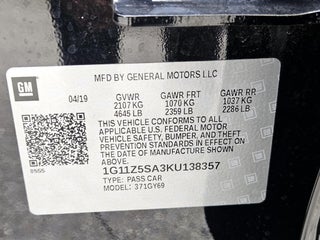 MFD BY GENERAL MOTORS LLC
GM
04/19 GVWR GAWR FRT GAWR RR
2107 KG 1070 KG 1037 KG
4645 LB 2359 LB 2286 LB
THIS VEHICLE CONFORMS TO ALL
APPLICABLE U.S. FEDERAL MOTOR
VEHICLE SAFETY, BUMPER, AND THEFT
PREVENTION STANDARDS IN EFFECT ON
THE DATE OF MANUFACTURE SHOWN ABOVE.
1G11Z5SA3KU138357
TYPE: PASS CAR
MODEL: 371GY69